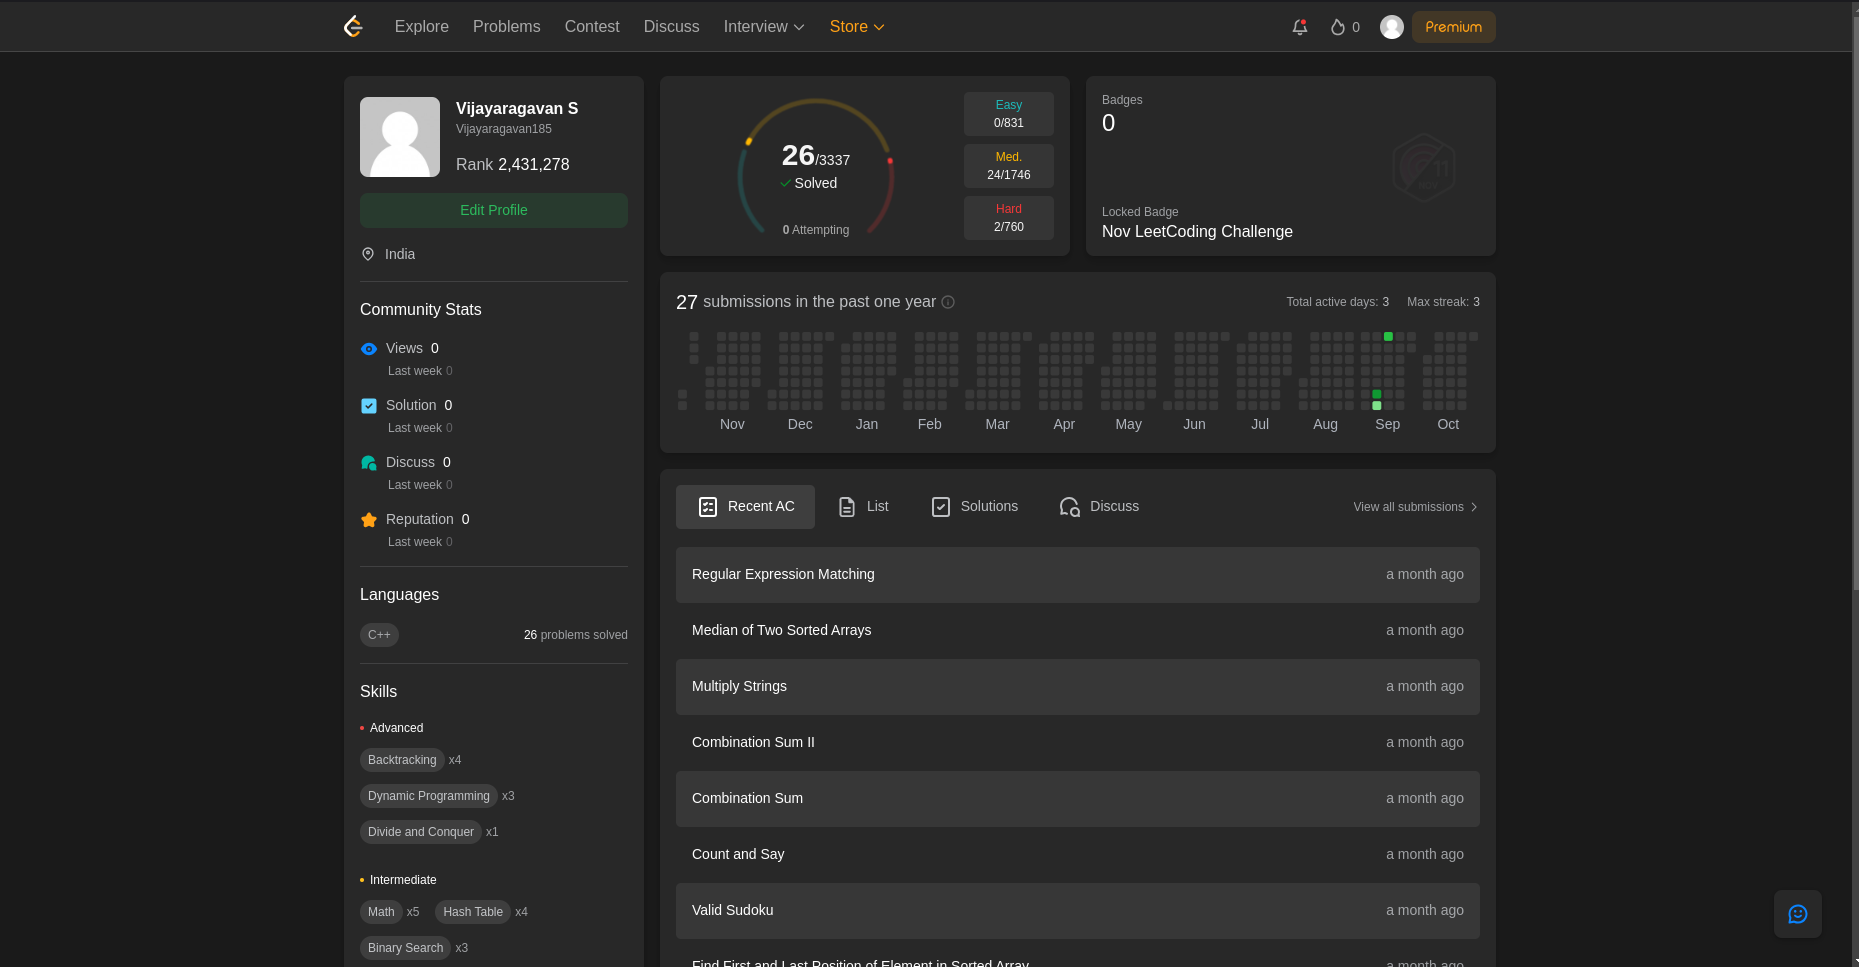 Explore Problems Contest Discuss Interview Store 0 Premium
Vijayaragavan S
Vijayaragavan185
Rank 2,431,278
Edit Profile
India
Community Stats
Views 0
Last week 0
Solution 0
Last week 0
Discuss 0
Last week 0
Reputation 0
Last week 0
Languages
C++ 26 problems solved
Skills
Advanced
Backtracking x4
Dynamic Programming x3
Divide and Conquer x1
Intermediate
Math x5 Hash Table x4
Binary Search x3
26/3337
Solved
0 Attempting
Easy
0/831
Med.
24/1746
Hard
2/760
Badges
0
11
NOV
Locked Badge
Nov LeetCoding Challenge
27 submissions in the past one year Total active days: 3 Max streak: 3
Nov Dec Jan Feb Mar Apr May Jun Jul Aug Sep Oct
Recent AC List Solutions Discuss View all submissions
Regular Expression Matching a month ago
Median of Two Sorted Arrays a month ago
Multiply Strings a month ago
Combination Sum II a month ago
Combination Sum a month ago
Count and Say a month ago
Valid Sudoku a month ago
Find First and Last Position of Element in Sorted Array a month ago